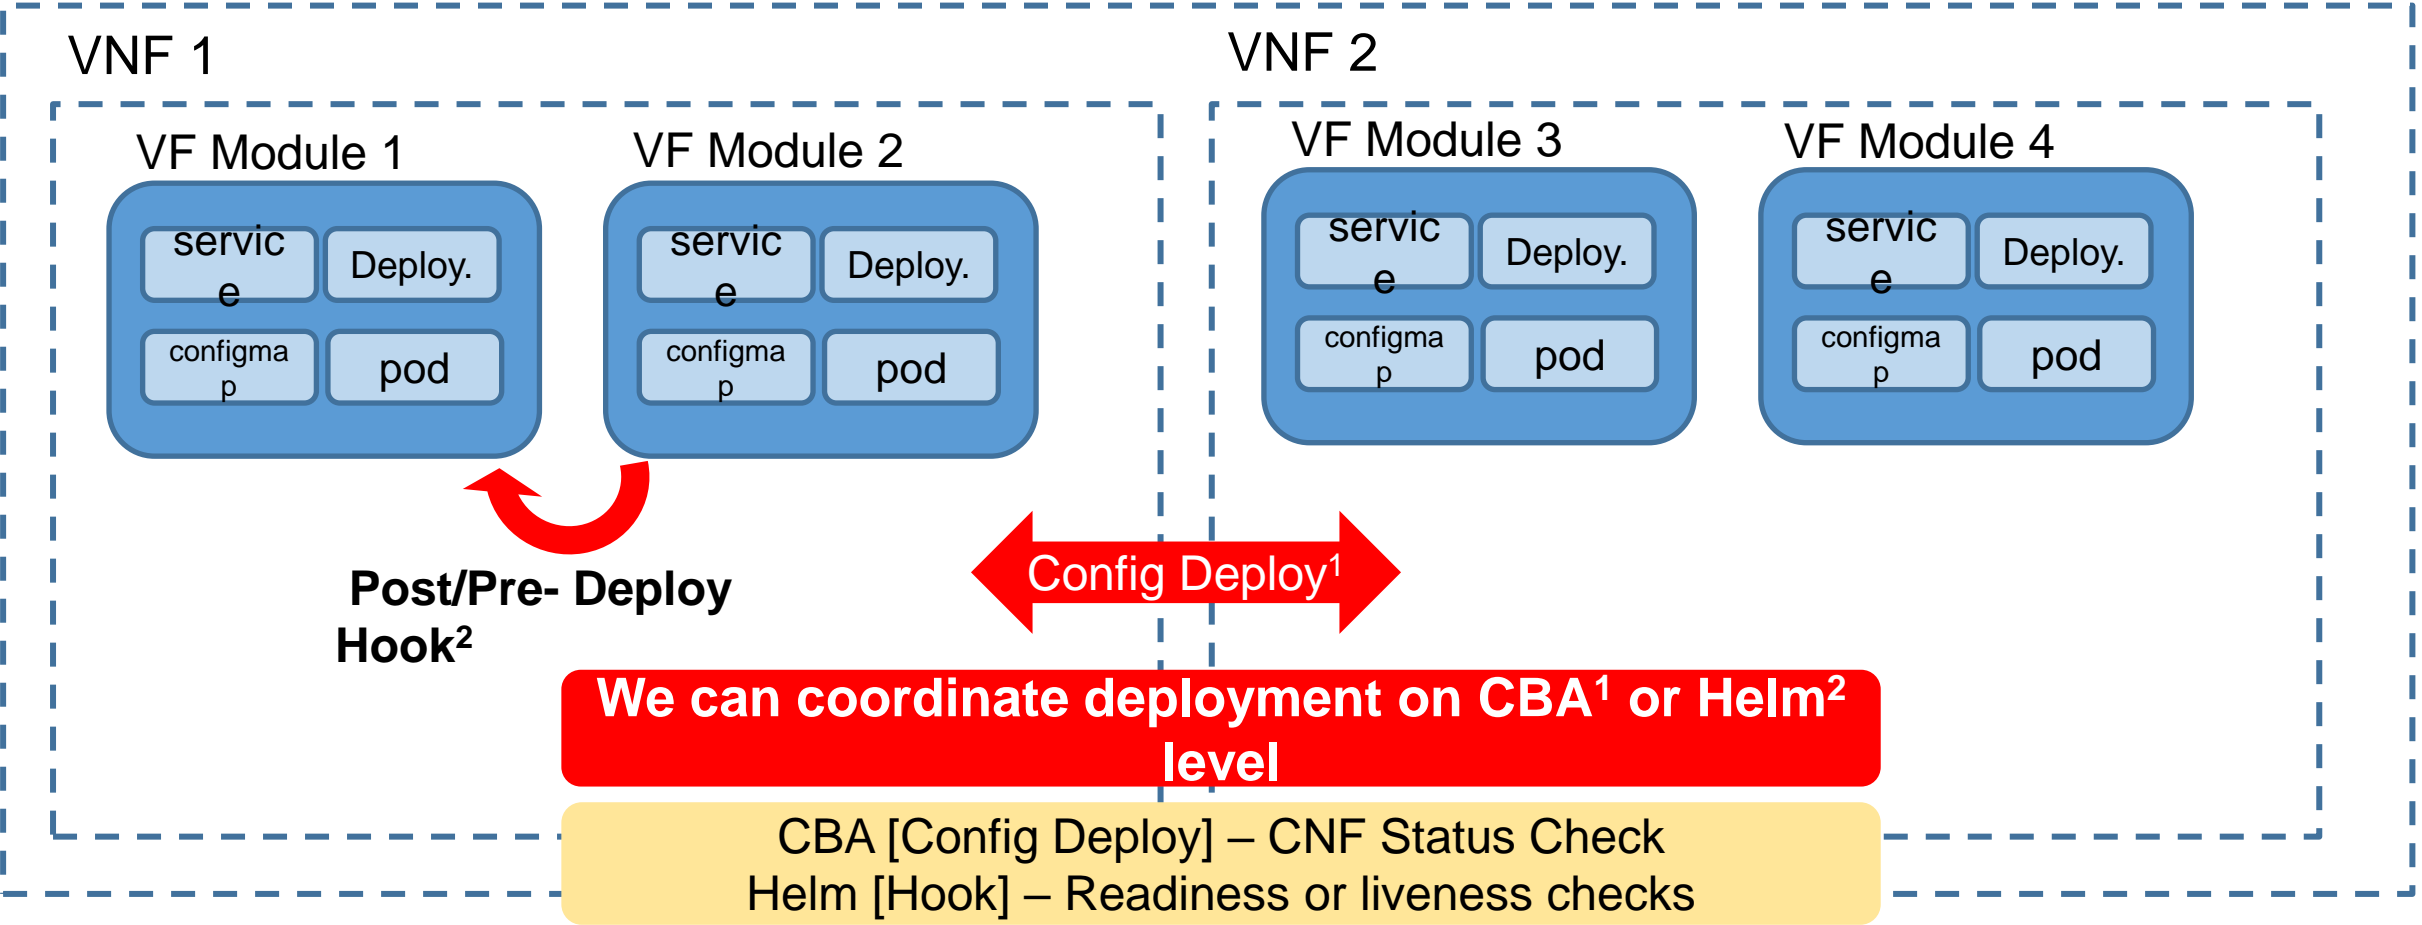 VNF 1
VNF 2
VF Module 1
VF Module 2
VF Module 3
VF Module 4
servic
e
Deploy.
configma
p
pod
servic
e
Deploy.
configma
p
pod
servic
e
Deploy.
configma
p
pod
servic
e
Deploy.
configma
p
pod
Config Deploy¹
Post/Pre- Deploy
Hook²
We can coordinate deployment on CBA¹ or Helm²
level
CBA [Config Deploy] – CNF Status Check
Helm [Hook] – Readiness or liveness checks